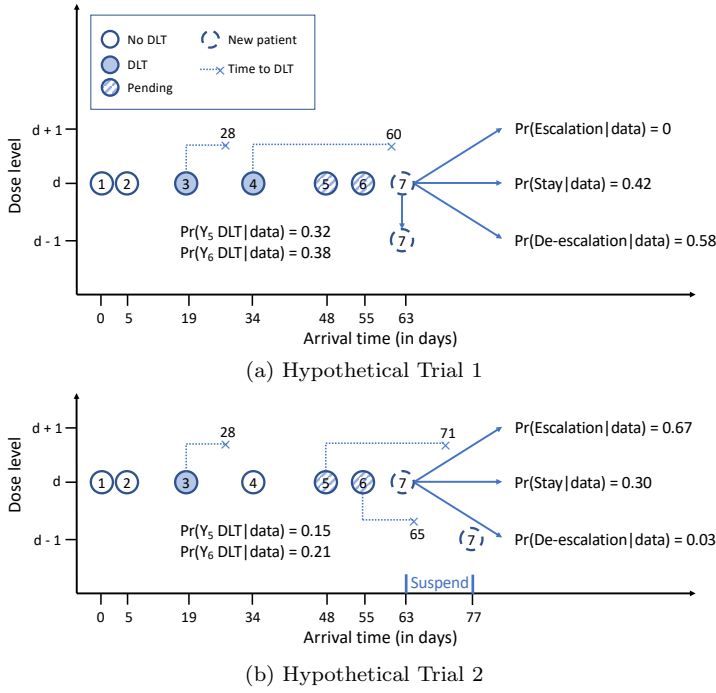 No DLT
New patient
DLT
Time to DLT
Pending
Dose level
d + 1
d
d - 1
28
60
1 2 3 4 5 6 7
7
Pr(Y5 DLT|data) = 0.32
Pr(Y6 DLT|data) = 0.38
Pr(Escalation|data) = 0
Pr(Stay|data) = 0.42
Pr(De-escalation|data) = 0.58
0 5 19 34 48 55 63
Arrival time (in days)
(a) Hypothetical Trial 1
Dose level
d + 1
d
d - 1
28
71
1 2 3 4 5 6 7
65
7
Pr(Y5 DLT|data) = 0.15
Pr(Y6 DLT|data) = 0.21
Pr(Escalation|data) = 0.67
Pr(Stay|data) = 0.30
Pr(De-escalation|data) = 0.03
Suspend
0 5 19 34 48 55 63 77
Arrival time (in days)
(b) Hypothetical Trial 2